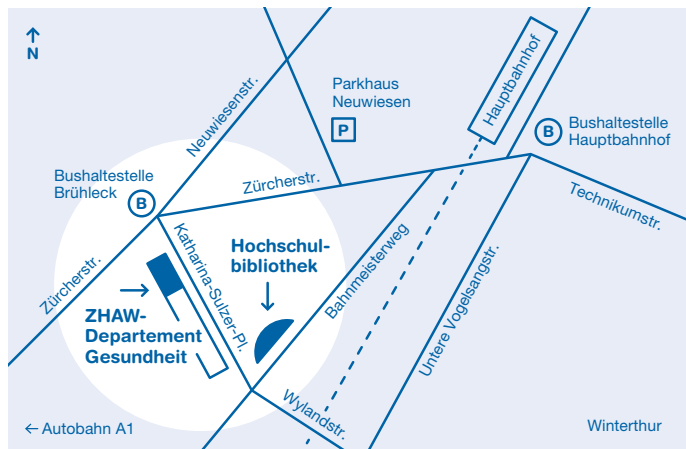 N
Neuwiesenstr.
Parkhaus
Neuwiesen
P
Hauptbahnhof
B
Bushaltestelle
Hauptbahnhof
Bushaltestelle
Brühleck
B
Zürcherstr.
Technikumstr.
Zürcherstr.
Katharina-Sulzer-Pl.
Hochschul-
bibliothek
Bahnmeisterweg
Untere Vogelsangstr.
ZHAW-
Departement
Gesundheit
Wylandstr.
← Autobahn A1
Winterthur